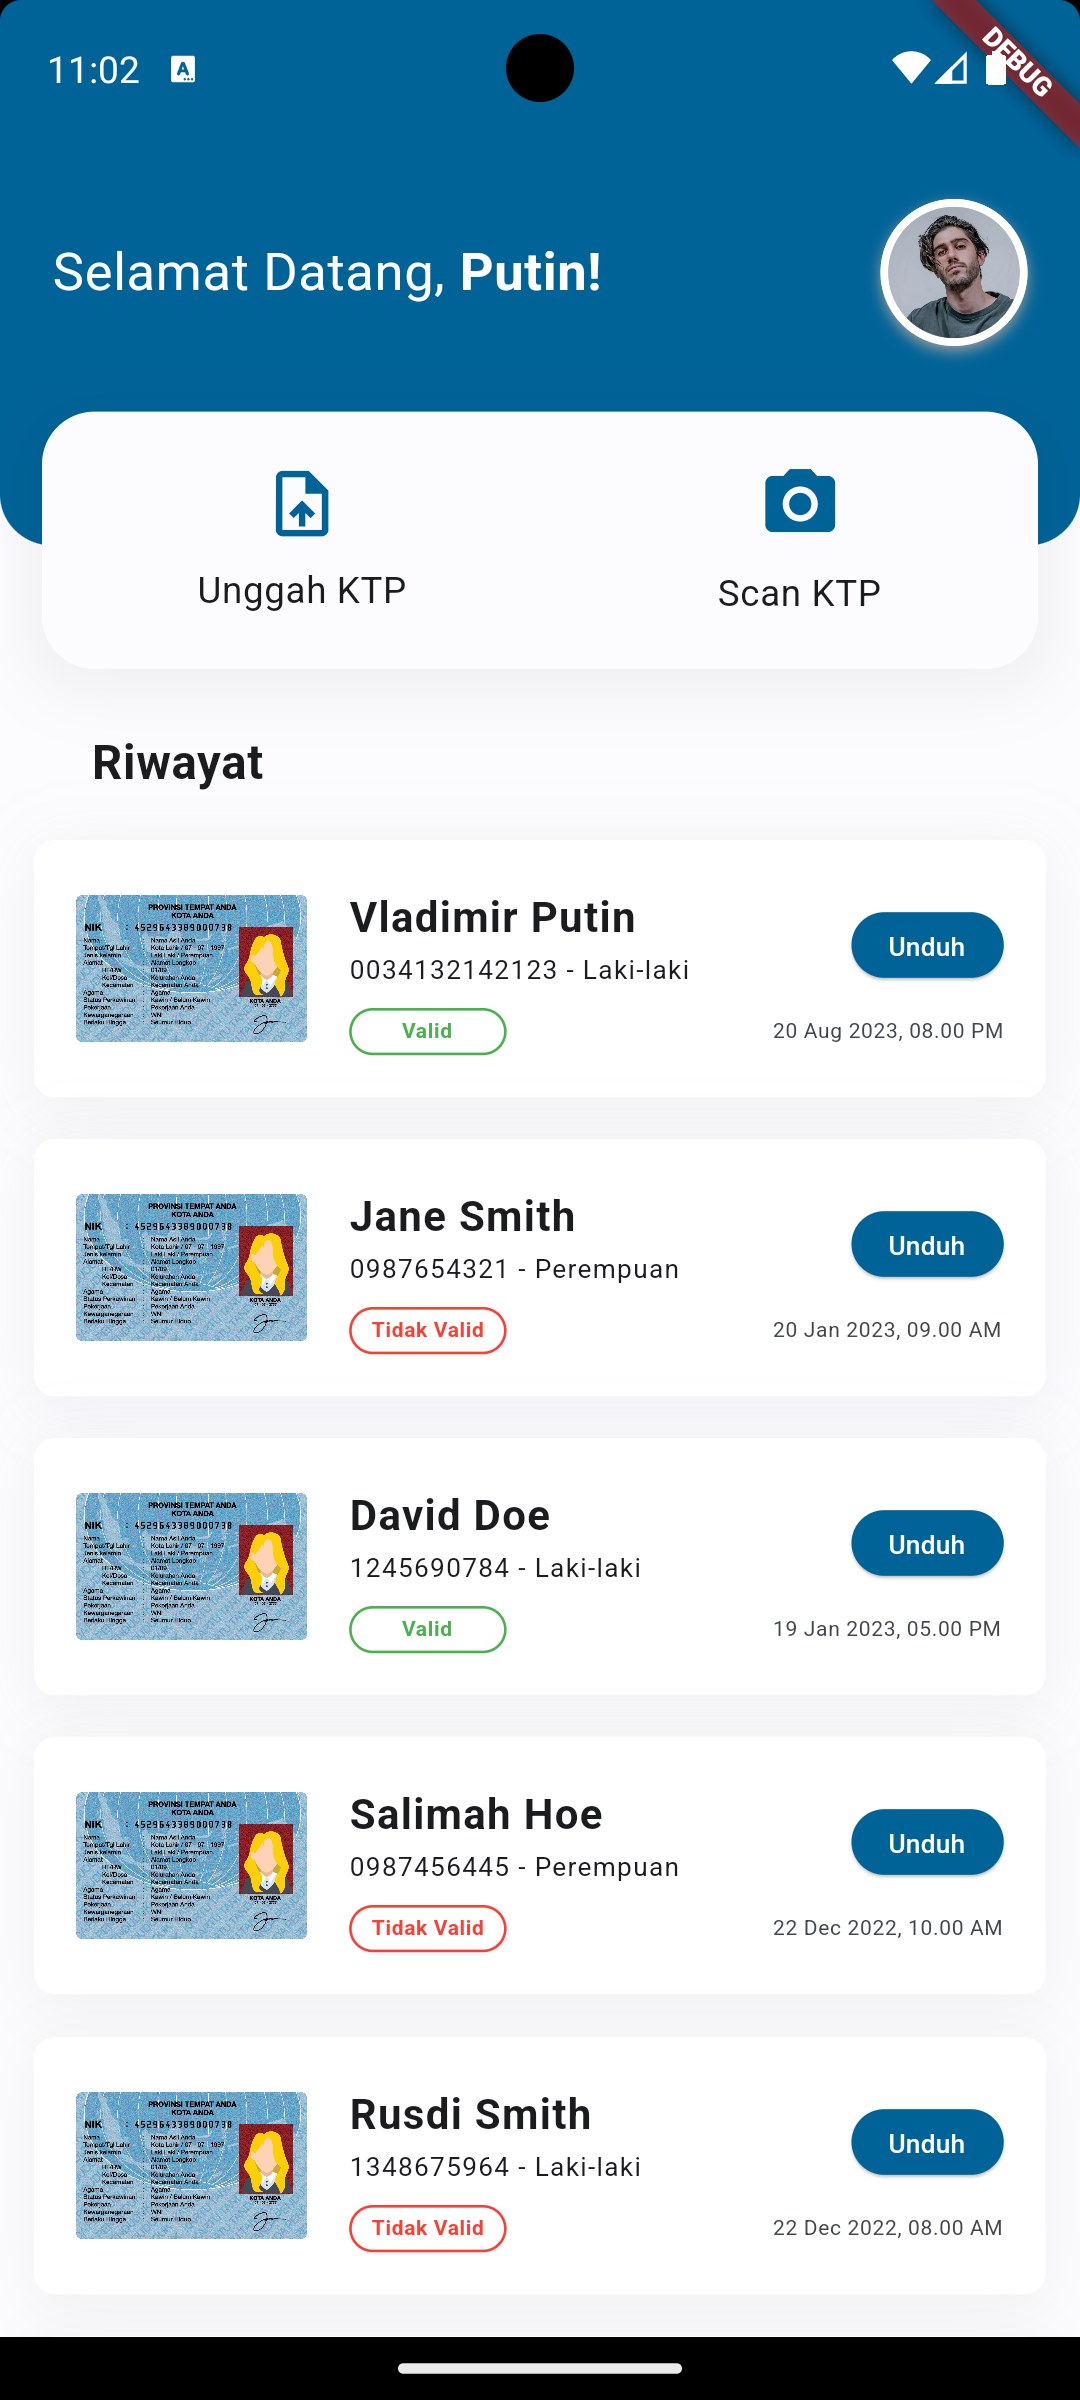 11:02
DEBUG
Selamat Datang, Putin!
Unggah KTP
Scan KTP
Riwayat
PROVINSI TEMPAT ANDA
KOTA ANDA
NIK : 4529643389000738
Vladimir Putin
0034132142123 - Laki-laki
Valid
Unduh
20 Aug 2023, 08.00 PM
PROVINSI TEMPAT ANDA
KOTA ANDA
NIK : 4529643389000738
Jane Smith
0987654321 - Perempuan
Tidak Valid
Unduh
20 Jan 2023, 09.00 AM
PROVINSI TEMPAT ANDA
KOTA ANDA
NIK : 4529643389000738
David Doe
1245690784 - Laki-laki
Valid
Unduh
19 Jan 2023, 05.00 PM
PROVINSI TEMPAT ANDA
KOTA ANDA
NIK : 4529643389000738
Salimah Hoe
0987456445 - Perempuan
Tidak Valid
Unduh
22 Dec 2022, 10.00 AM
PROVINSI TEMPAT ANDA
KOTA ANDA
NIK : 4529643389000738
Rusdi Smith
1348675964 - Laki-laki
Tidak Valid
Unduh
22 Dec 2022, 08.00 AM